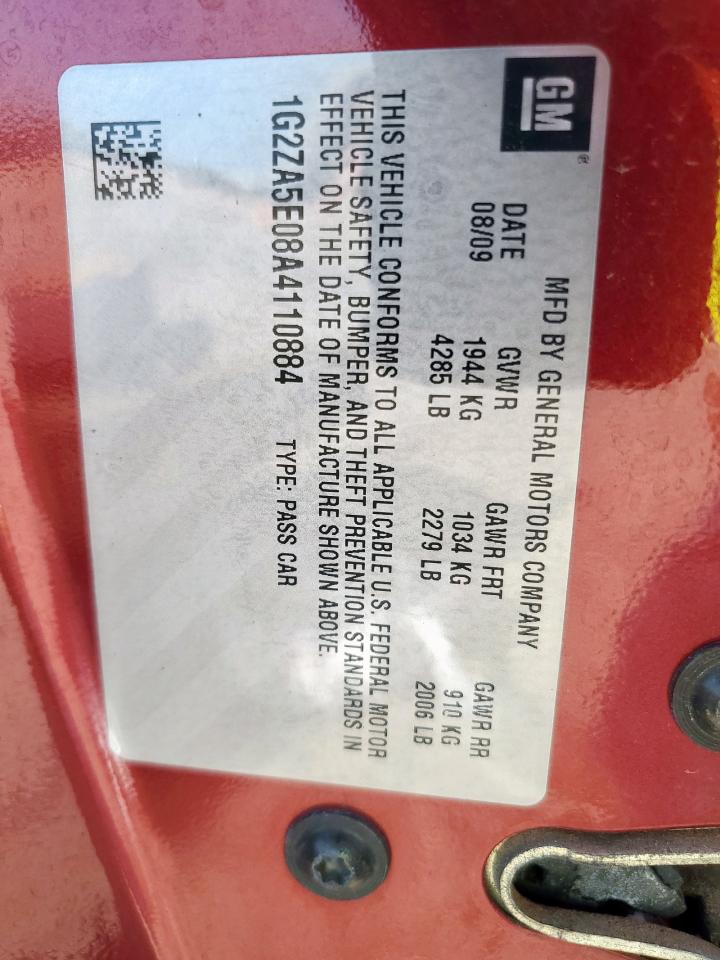 GM
MFD BY GENERAL MOTORS COMPANY
DATE GVWR GAWR FRT GAWR RR
08/09 1944 KG 1034 KG 910 KG
4285 LB 2279 LB 2006 LB
THIS VEHICLE CONFORMS TO ALL APPLICABLE U.S. FEDERAL MOTOR
VEHICLE SAFETY, BUMPER, AND THEFT PREVENTION STANDARDS IN
EFFECT ON THE DATE OF MANUFACTURE SHOWN ABOVE.
1G2ZA5E08A4110884 TYPE: PASS CAR